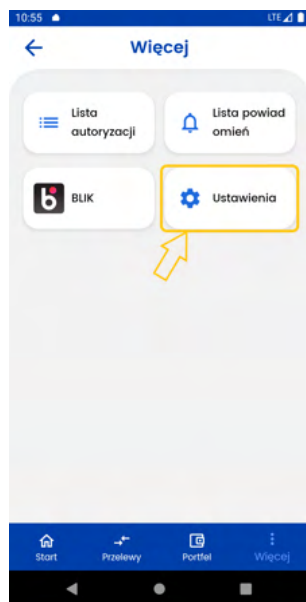 10:55 LTE
Więcej
Lista
autoryzacji
Lista powiad
omień
b BLIK
Ustawienia
Start Przelewy Portfel Więcej